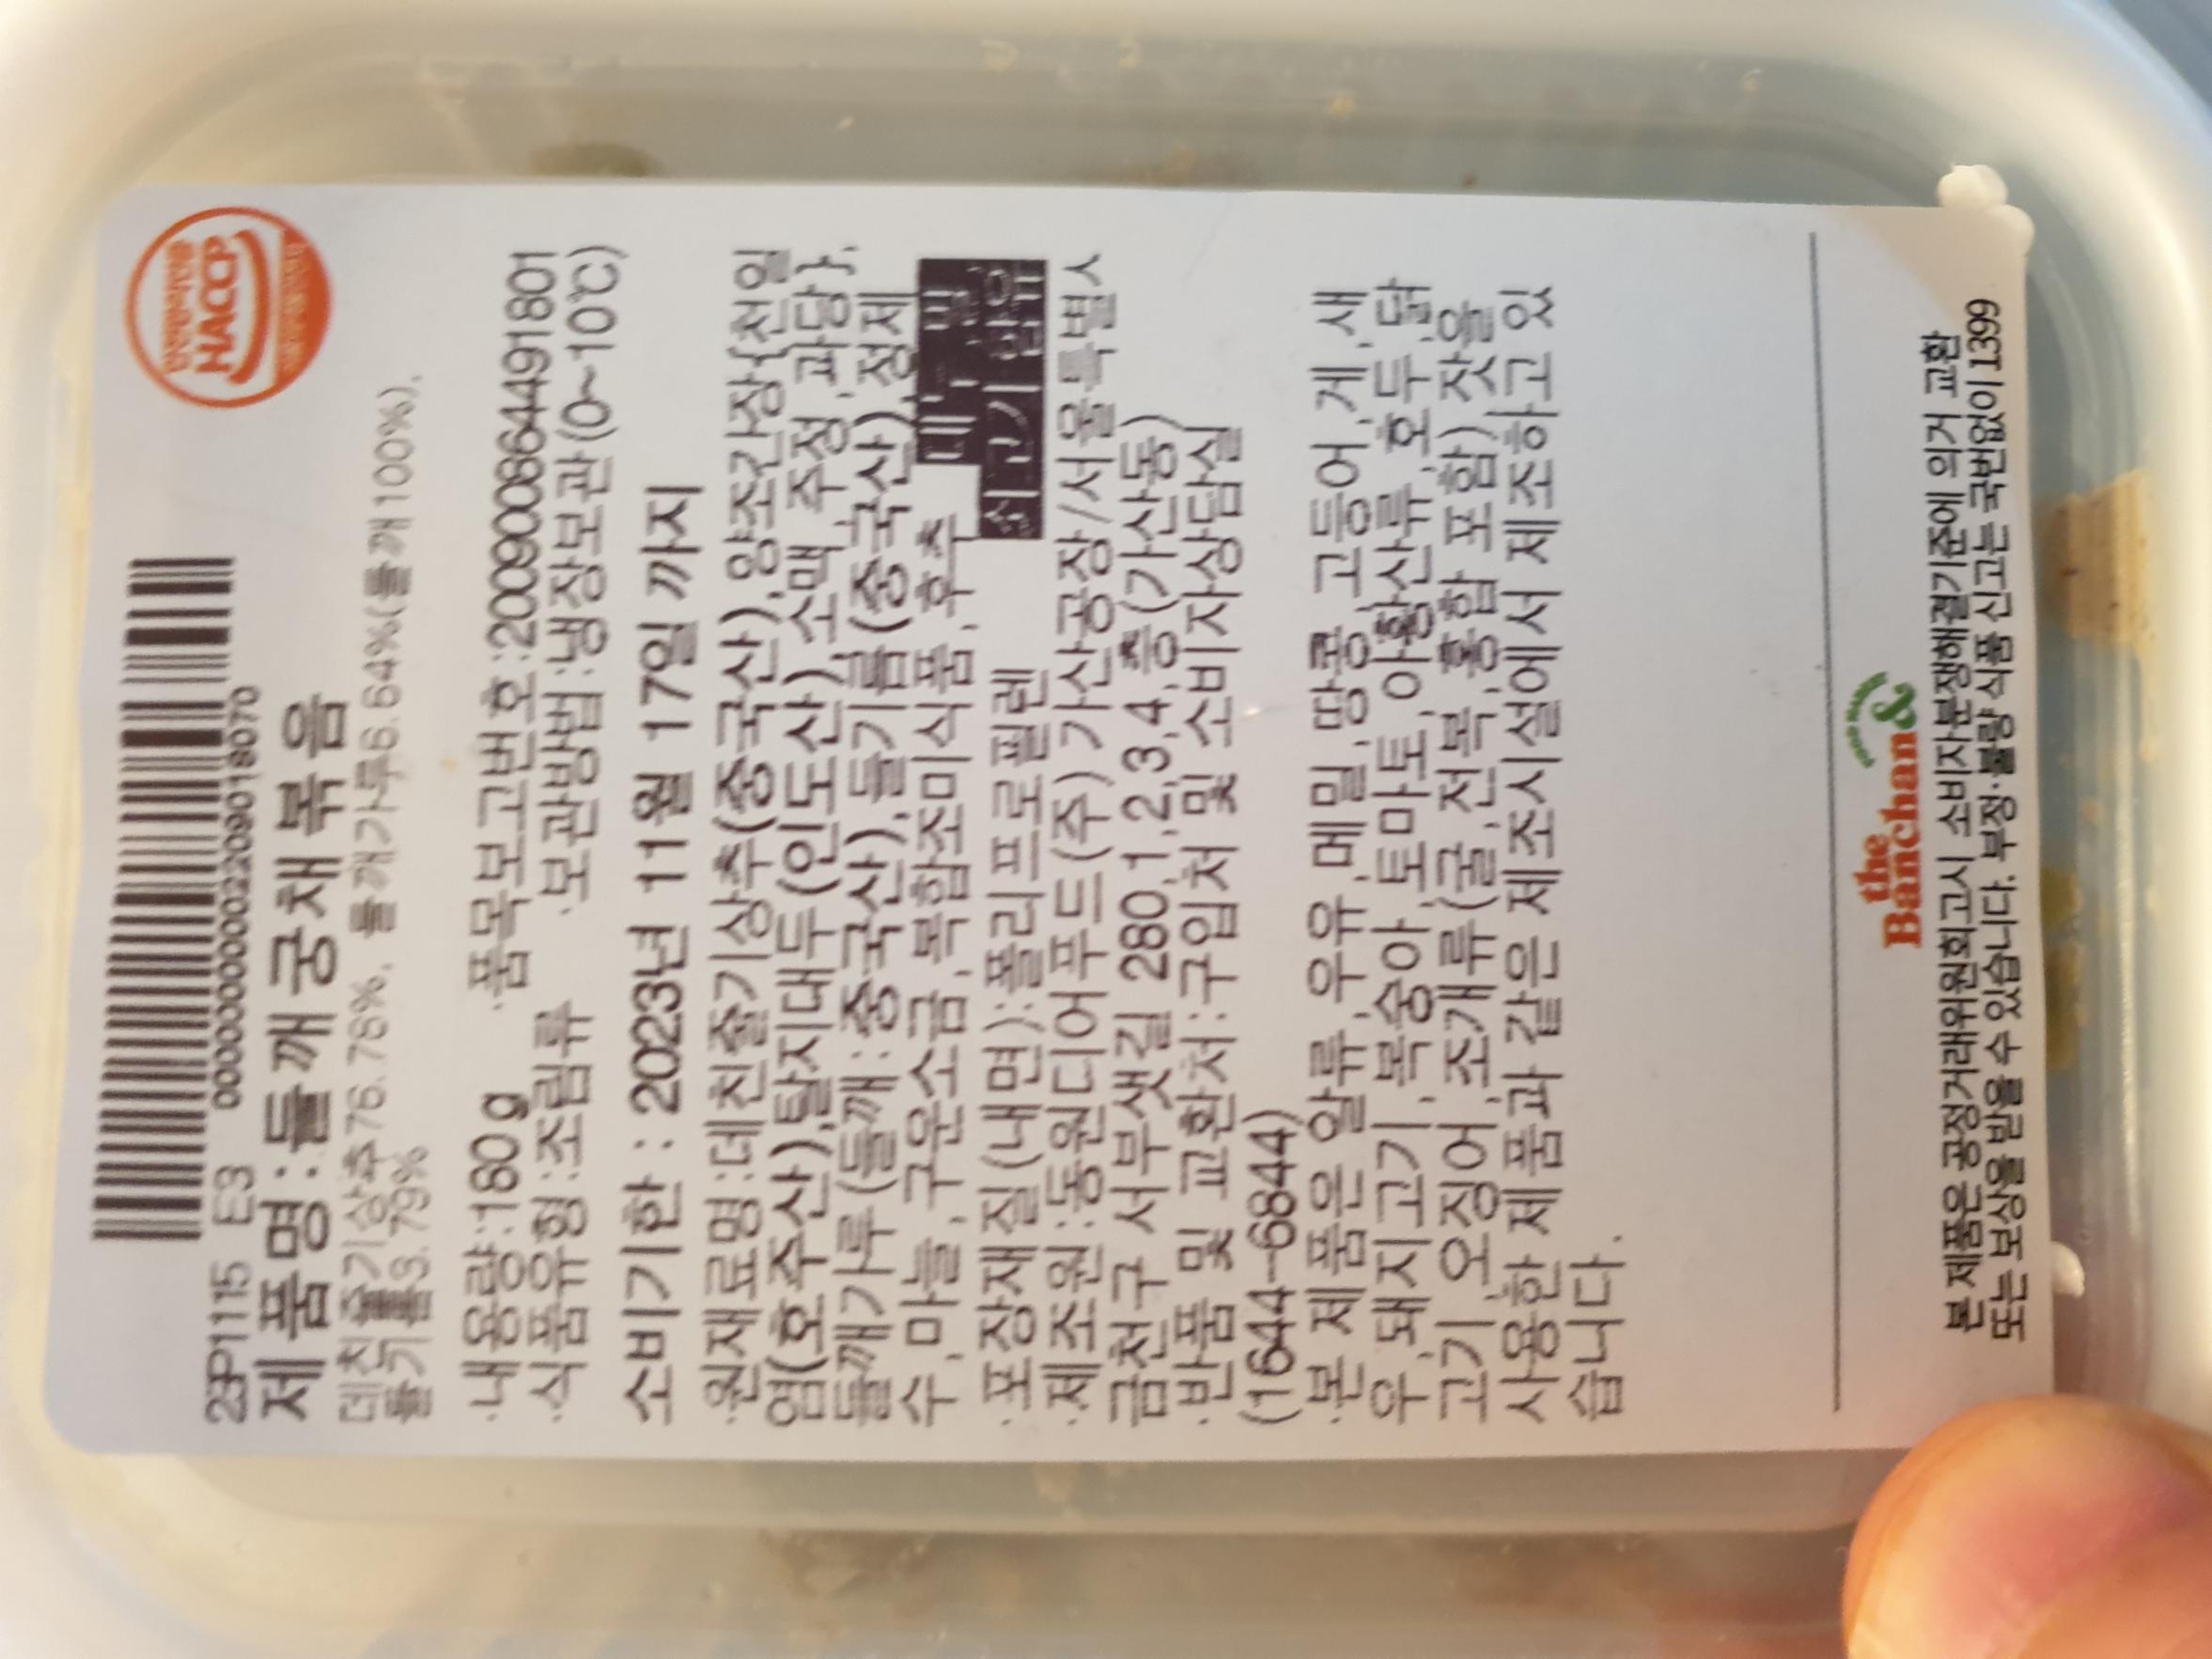 HACCP
23P1115 E3 0000000002209018070
제품명:들깨궁채볶음
데친줄기상추76.76%, 들깨가루6.64%(들깨100%),
들기름3.79%
·내용량:180g ·품목보고번호:200900864491801
·식품유형:조림류 ·보관방법:냉장보관(0~10℃)
소비기한 : 2023년 11월 17일 까지
·원재료명:데친줄기상추(중국산),양조간장{천일
염(호주산),탈지대두(인도산),소맥,주정,과당},
들깨가루(들깨:중국산),들기름(중국산),정제
수,마늘,구운소금,복합조미식품,후추
대두,밀,
쇠고기 함유
·포장재질(내면):폴리프로필렌
·제조원:동원디어푸드(주) 가산공장/서울특별시
금천구 서부샛길 280,1,2,3,4,층(가산동)
·반품 및 교환처:구입처 및 소비자상담실
(1644-6844)
·본 제품은 알류,우유,메밀,땅콩,고등어,게,새
우,돼지고기,복숭아,토마토,아황산류,호두,닭
고기,오징어,조개류(굴,전복,홍합 포함),잣을
사용한 제품과 같은 제조시설에서 제조하고 있
습니다.
the
Banchan&
본 제품은 공정거래위원회고시 소비자분쟁해결기준에 의거 교환
또는 보상을 받을 수 있습니다. 부정·불량 식품 신고는 국번없이 1399